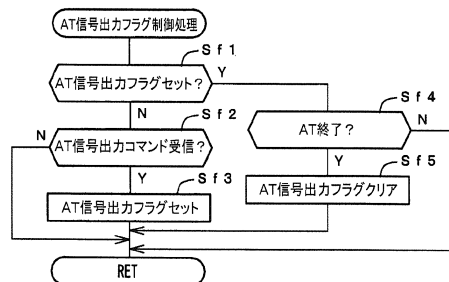 AT信号出力フラグ制御処理
Sf1
AT信号出力フラグセット?
Y
N
Sf2
N
AT信号出力コマンド受信?
Y
Sf3
AT信号出力フラグセット
Sf4
AT終了?
N
Y
Sf5
AT信号出力フラグクリア
RET